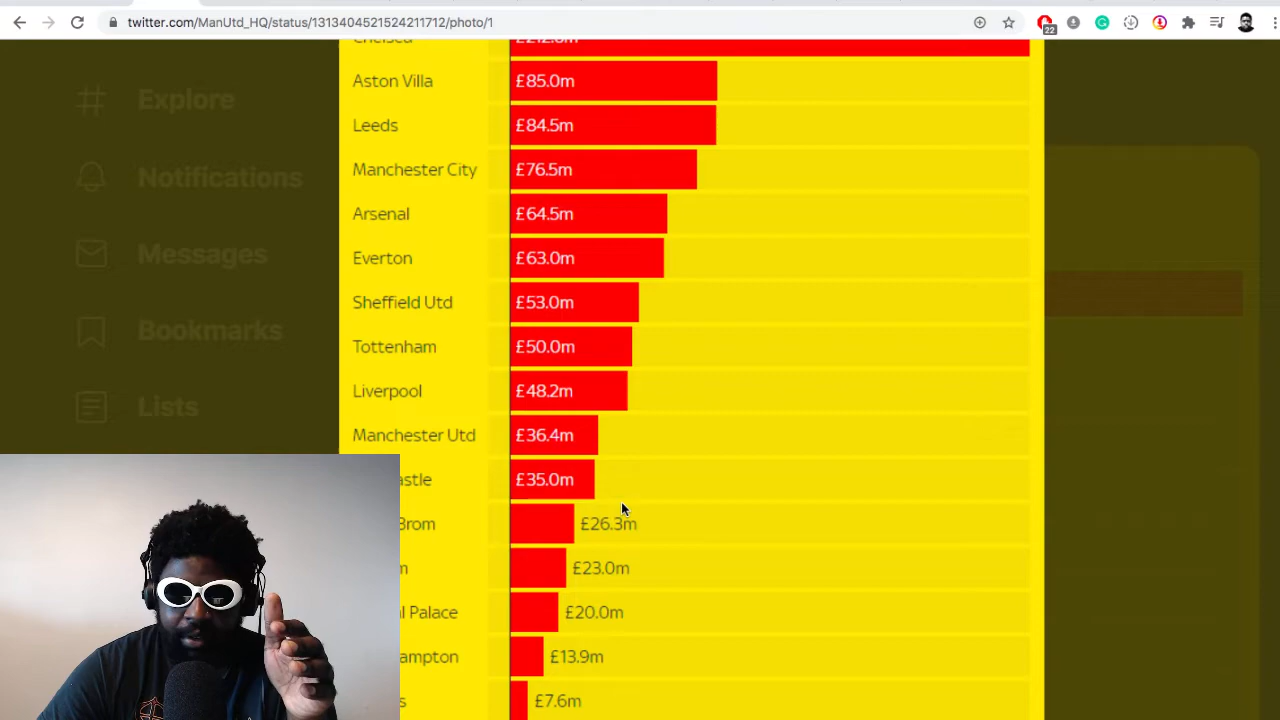 twitter.com/ManUtd_HQ/status/1313404521524211712/photo/1
22
Chelsea
Aston Villa £85.0m
Explore
Leeds £84.5m
Manchester City £76.5m
Notifications
Arsenal £64.5m
Messages
Everton £63.0m
Sheffield Utd £53.0m
Bookmarks
Tottenham £50.0m
Liverpool £48.2m
Lists
Manchester Utd £36.4m
astle £35.0m
Brom £26.3m
m £23.0m
l Palace £20.0m
ampton £13.9m
s £7.6m